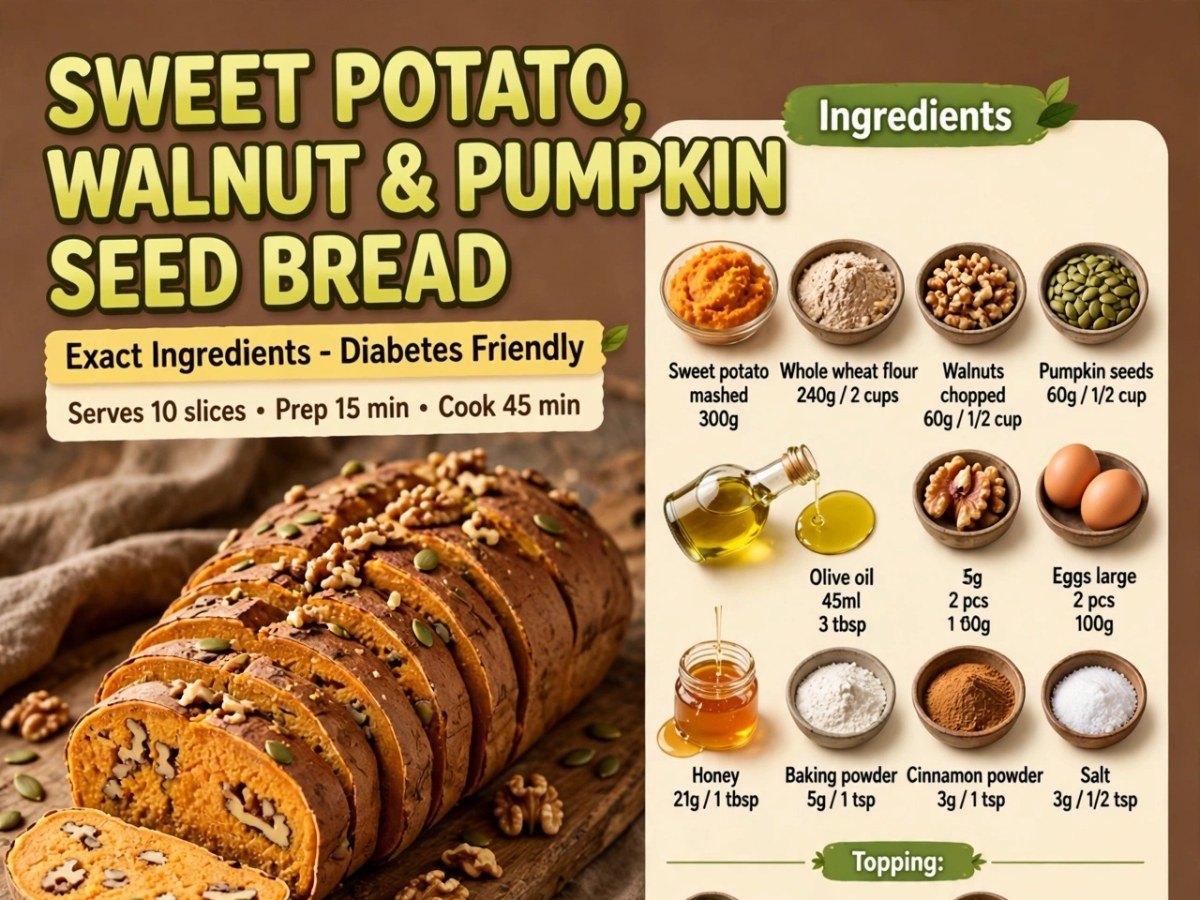 SWEET POTATO,
WALNUT & PUMPKIN
SEED BREAD
Exact Ingredients - Diabetes Friendly
Serves 10 slices • Prep 15 min • Cook 45 min
Ingredients
Sweet potato
mashed
300g
Whole wheat flour
240g / 2 cups
Walnuts
chopped
60g / 1/2 cup
Pumpkin seeds
60g / 1/2 cup
Olive oil
45ml
3 tbsp
5g
2 pcs
Eggs large
2 pcs
100g
Honey
21g / 1 tbsp
Baking powder
5g / 1 tsp
Cinnamon powder
3g / 1 tsp
Salt
3g / 1/2 tsp
Topping: